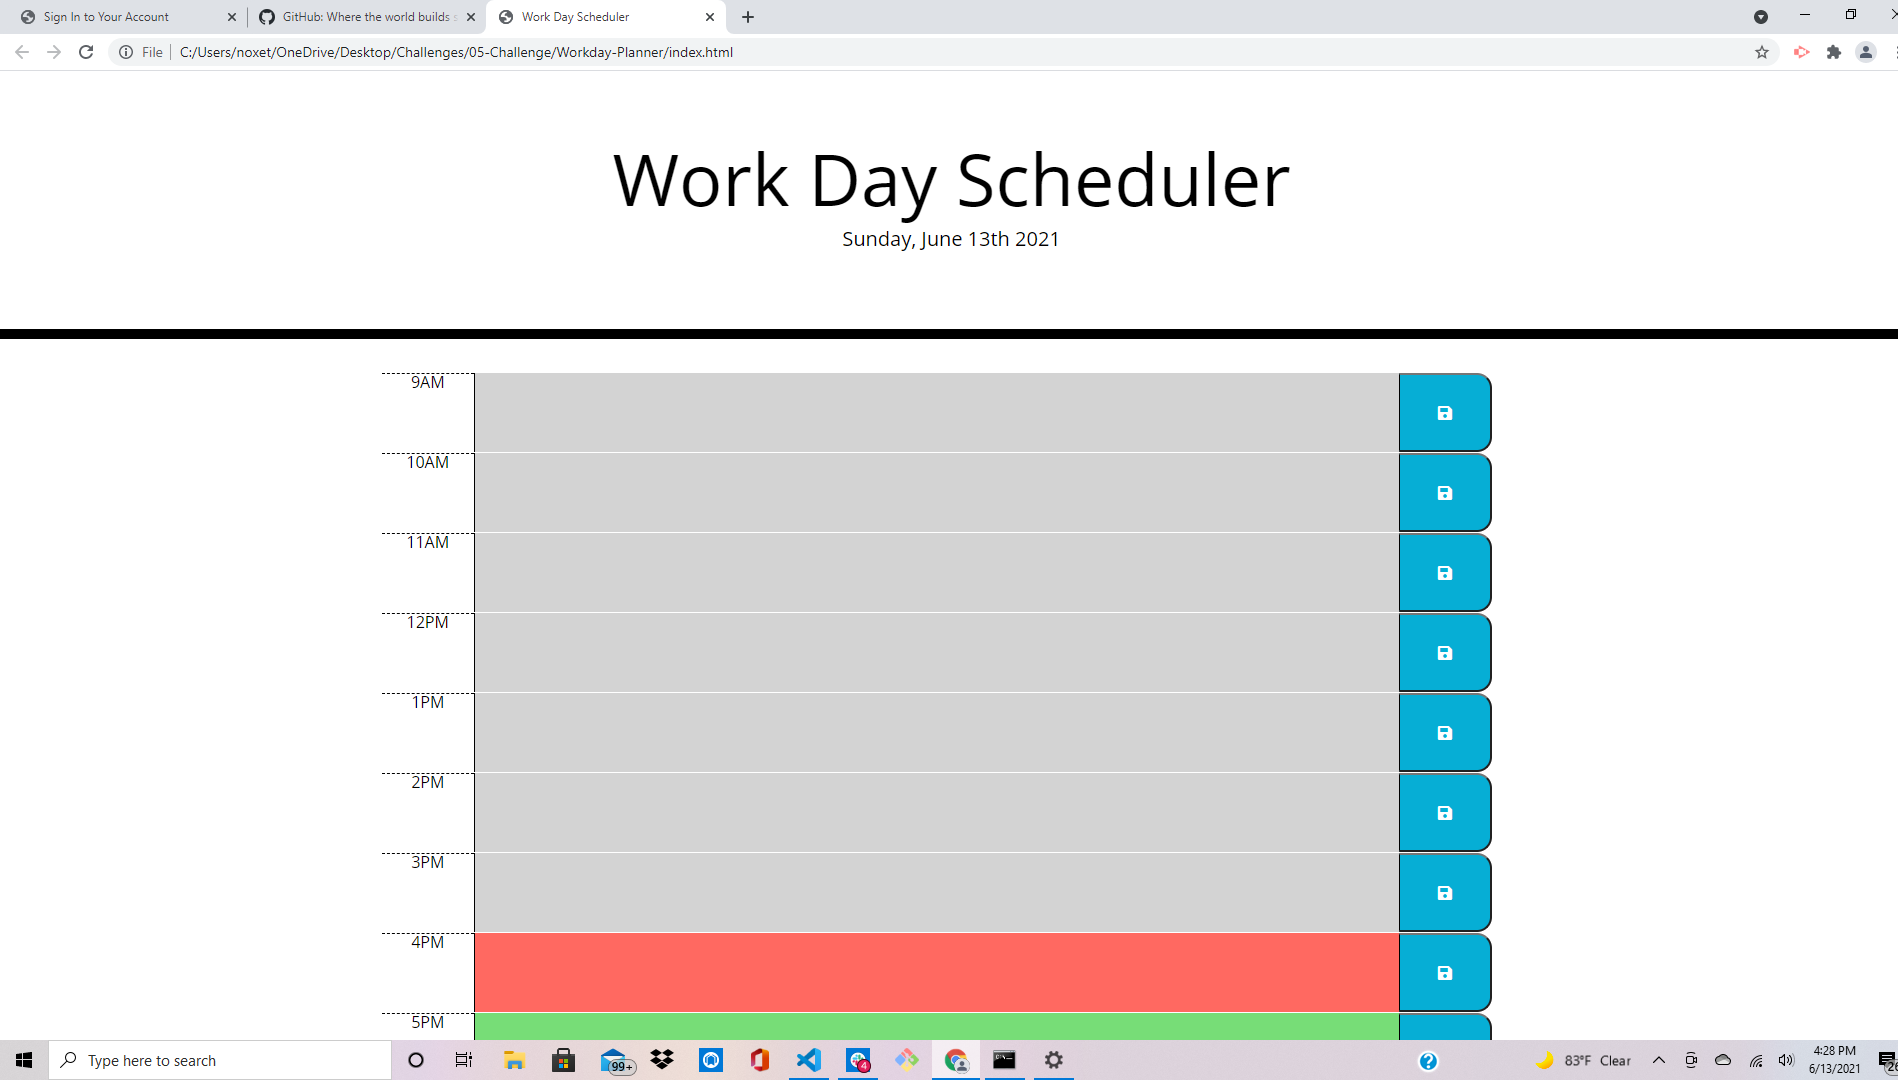 Sign In to Your Account
GitHub: Where the world builds s
Work Day Scheduler
File
C:/Users/noxet/OneDrive/Desktop/Challenges/05-Challenge/Workday-Planner/index.html
Work Day Scheduler
Sunday, June 13th 2021
9AM
10AM
11AM
12PM
1PM
2PM
3PM
4PM
5PM
Type here to search
99+
4
83°F Clear
4:28 PM
6/13/2021